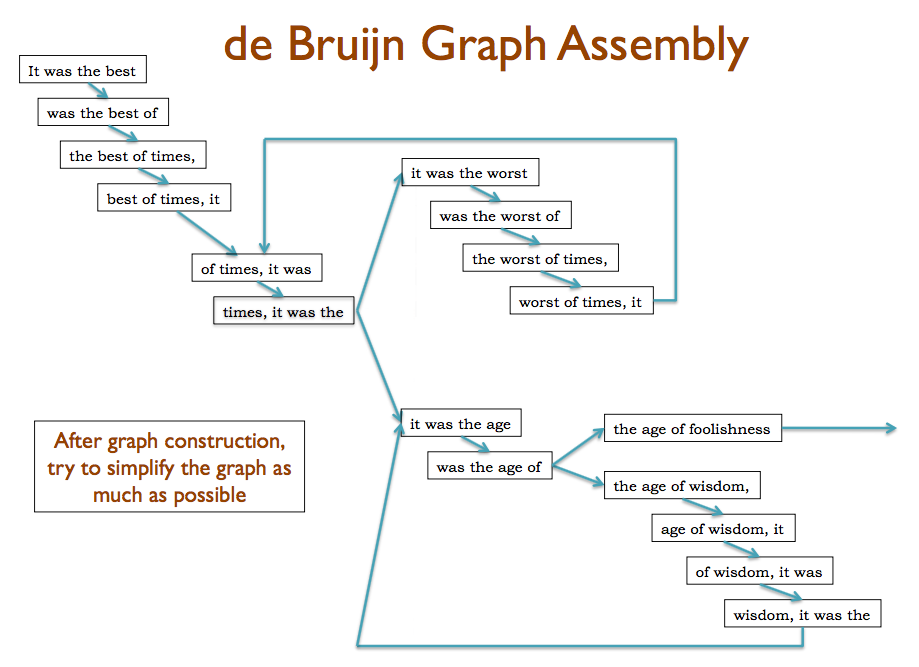 de Bruijn Graph Assembly
It was the best
was the best of
the best of times,
best of times, it
of times, it was
times, it was the
it was the worst
was the worst of
the worst of times,
worst of times, it
it was the age
was the age of
the age of foolishness
the age of wisdom,
age of wisdom, it
of wisdom, it was
wisdom, it was the
After graph construction,
try to simplify the graph as
much as possible